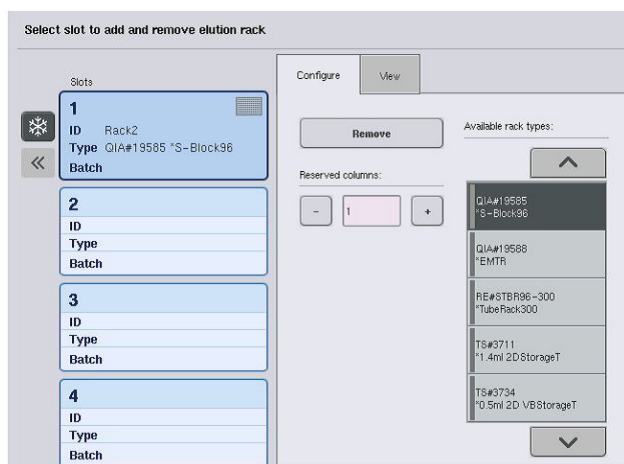 Select slot to add and remove elution rack
Slots
1
ID Rack2
Type QIA#19585 *S-Block96
Batch
2
ID
Type
Batch
3
ID
Type
Batch
4
ID
Type
Batch
Configure View
Remove
Reserved columns:
- 1 +
Available rack types:
QIA#19585
*S-Block96
QIA#19588
*EMTR
RE#STBR96-300
*TubeRack300
TS#3711
*1.4ml 2DStorageT
TS#3734
*0.5ml 2D VBStorageT